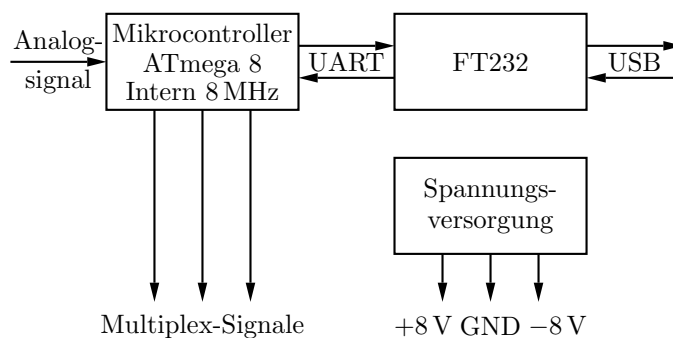 Analog-
signal
Mikrocontroller
ATmega 8
Intern 8 MHz
UART
FT232
USB
Spannungs-
versorgung
Multiplex-Signale
+8 V GND −8 V